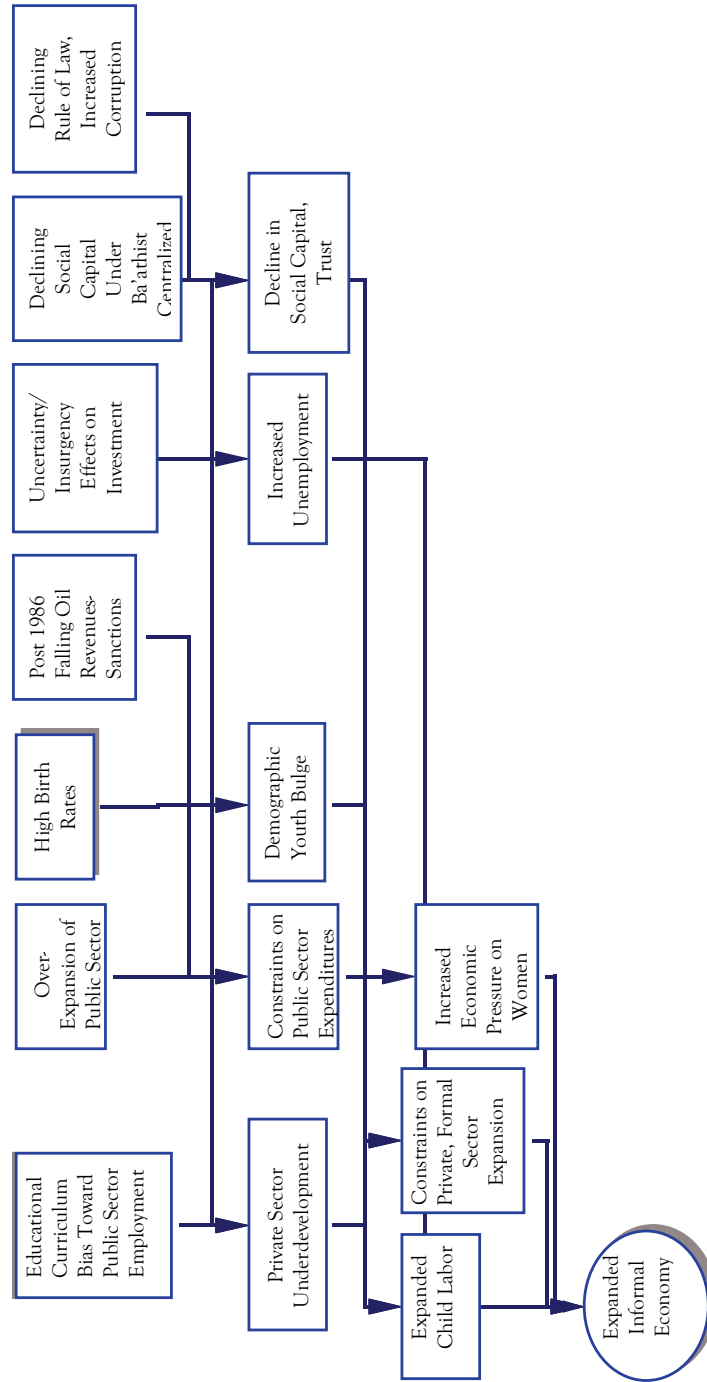 Educational
Curriculum
Bias Toward
Public Sector
Employment
Over-
Expansion of
Public Sector
High Birth
Rates
Post 1986
Falling Oil
Revenues-
Sanctions
Uncertainty/
Insurgency
Effects on
Investment
Declining
Social
Capital
Under
Ba'athist
Centralized
Declining
Rule of Law,
Increased
Corruption
Private Sector
Underdevelopment
Constraints on
Public Sector
Expenditures
Demographic
Youth Bulge
Increased
Unemployment
Decline in
Social Capital,
Trust
Expanded
Child Labor
Constraints on
Private, Formal
Sector
Expansion
Increased
Economic
Pressure on
Women
Expanded
Informal
Economy